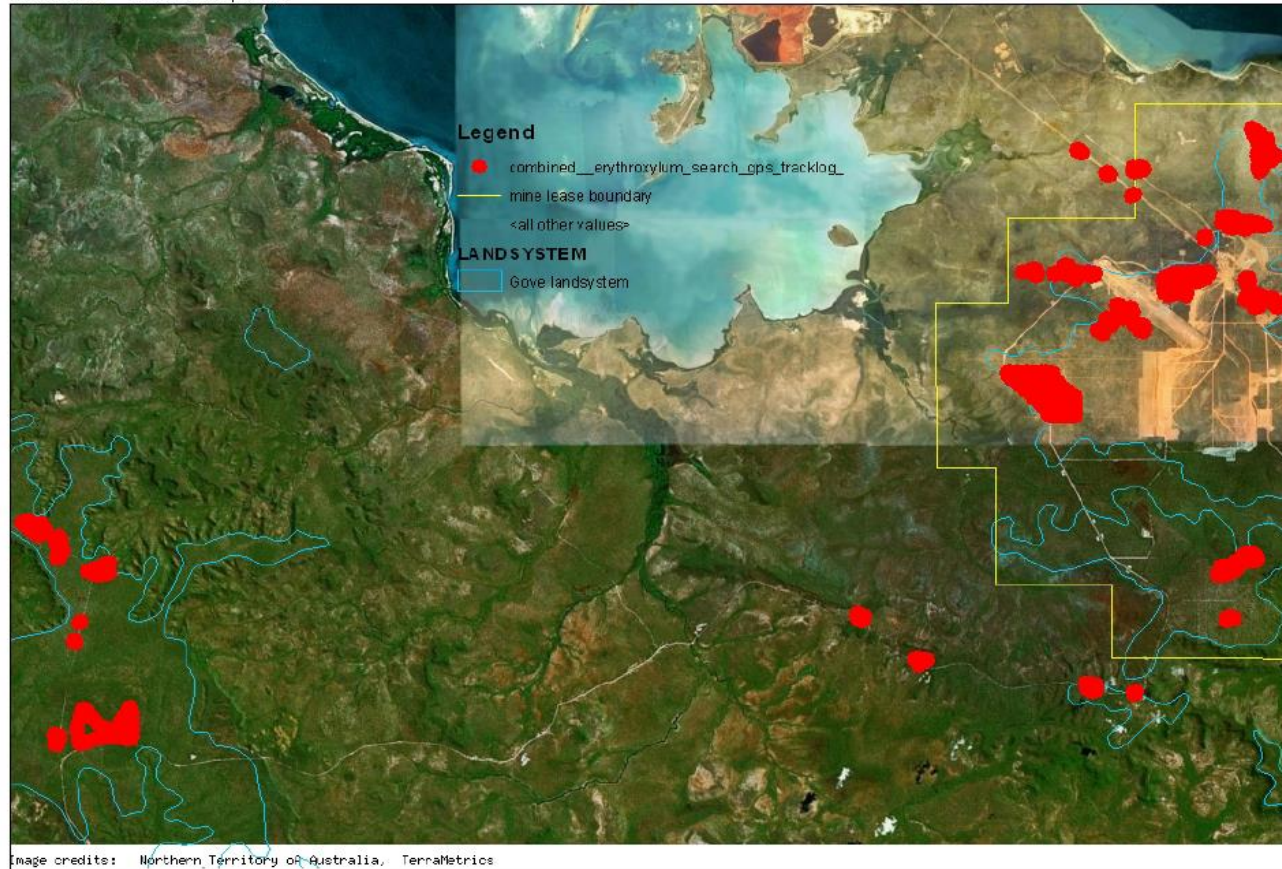 Legend
combined__erythroxylum_search_gps_tracklog_
mine lease boundary
<all other values>
LANDSYSTEM
Gove landsystem
Image credits: Northern Territory of Australia, TerraMetrics